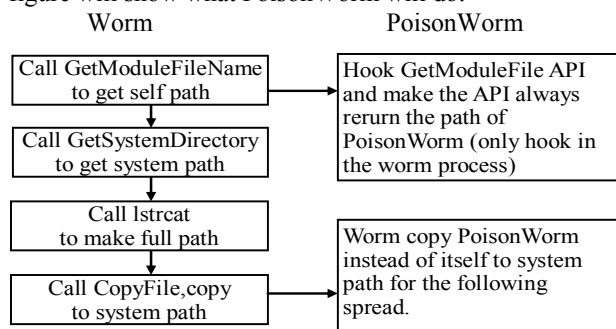 figure will show what PoisonWorm will do.
Worm
PoisonWorm
Call GetModuleFileName
to get self path
Hook GetModuleFile API
and make the API always
rerurn the path of
PoisonWorm (only hook in
the worm process)
Call GetSystemDirectory
to get system path
Call lstrcat
to make full path
Call CopyFile,copy
to system path
Worm copy PoisonWorm
instead of itself to system
path for the following
spread.